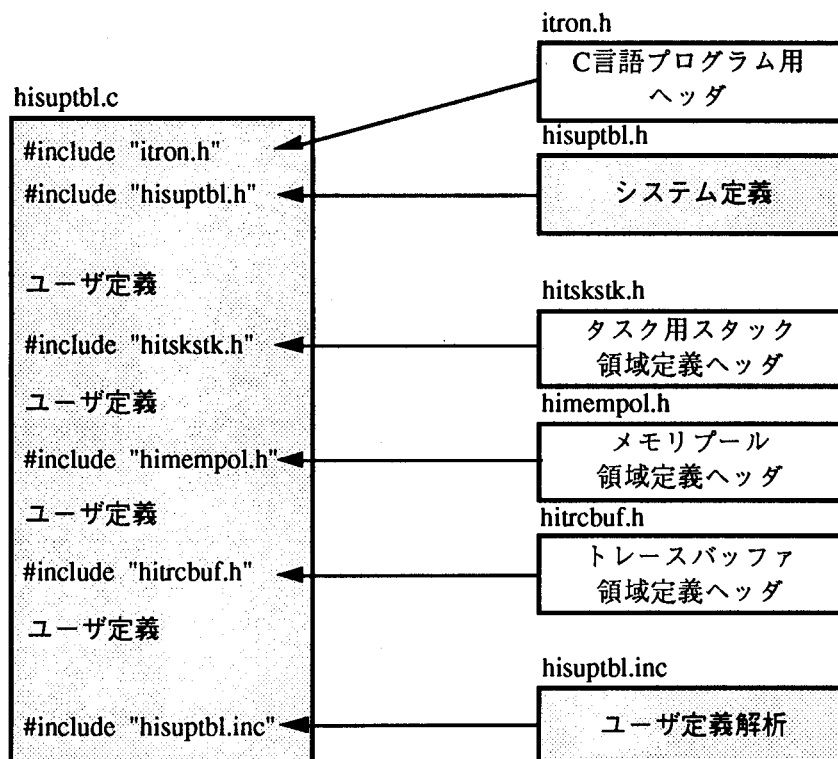 hisuptbl.c
#include "itron.h"
#include "hisuptbl.h"
ユーザ定義
#include "hitskstk.h"
ユーザ定義
#include "himempol.h"
ユーザ定義
#include "hitrcbuf.h"
ユーザ定義
#include "hisuptbl.inc"
itron.h
C言語プログラム用
ヘッダ
hisuptbl.h
システム定義
hitskstk.h
タスク用スタック
領域定義ヘッダ
himempol.h
メモリプール
領域定義ヘッダ
hitrcbuf.h
トレースバッファ
領域定義ヘッダ
hisuptbl.inc
ユーザ定義解析